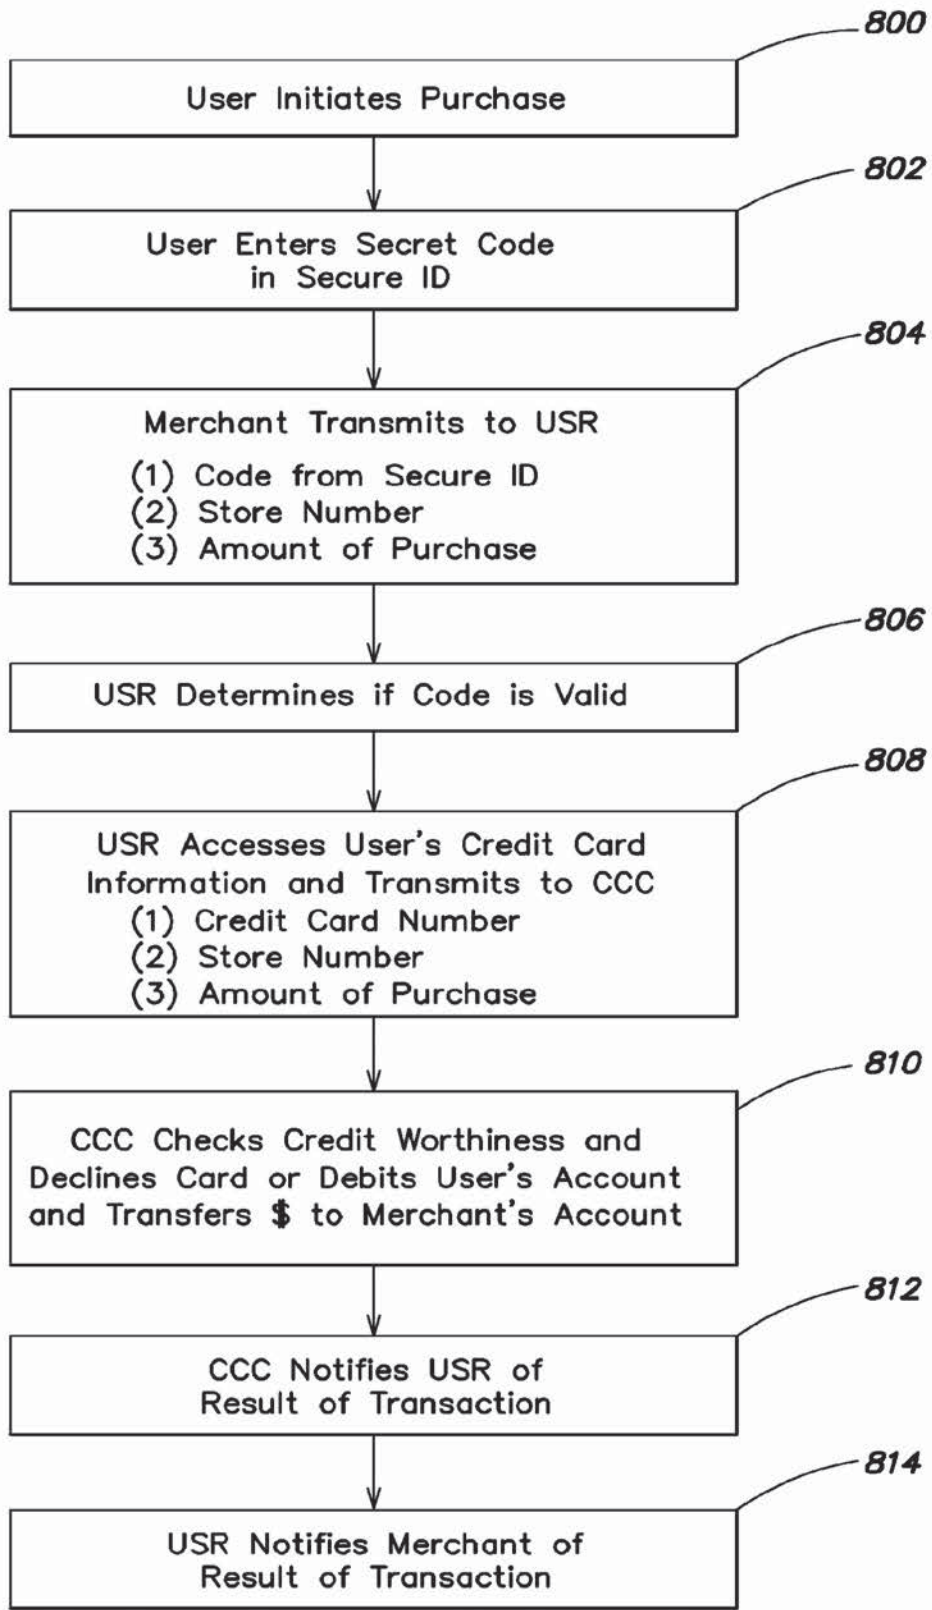 800
User Initiates Purchase
802
User Enters Secret Code
in Secure ID
804
Merchant Transmits to USR
(1) Code from Secure ID
(2) Store Number
(3) Amount of Purchase
806
USR Determines if Code is Valid
808
USR Accesses User's Credit Card
Information and Transmits to CCC
(1) Credit Card Number
(2) Store Number
(3) Amount of Purchase
810
CCC Checks Credit Worthiness and
Declines Card or Debits User's Account
and Transfers $ to Merchant's Account
812
CCC Notifies USR of
Result of Transaction
814
USR Notifies Merchant of
Result of Transaction